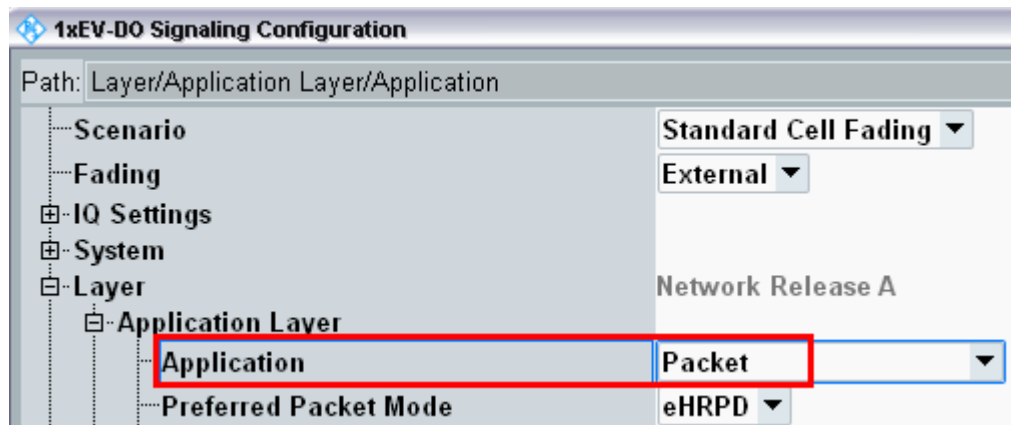 1xEV-DO Signaling Configuration
Path: Layer/Application Layer/Application
Scenario Standard Cell Fading
Fading External
IQ Settings
System
Layer Network Release A
Application Layer
Application Packet
Preferred Packet Mode eHRPD